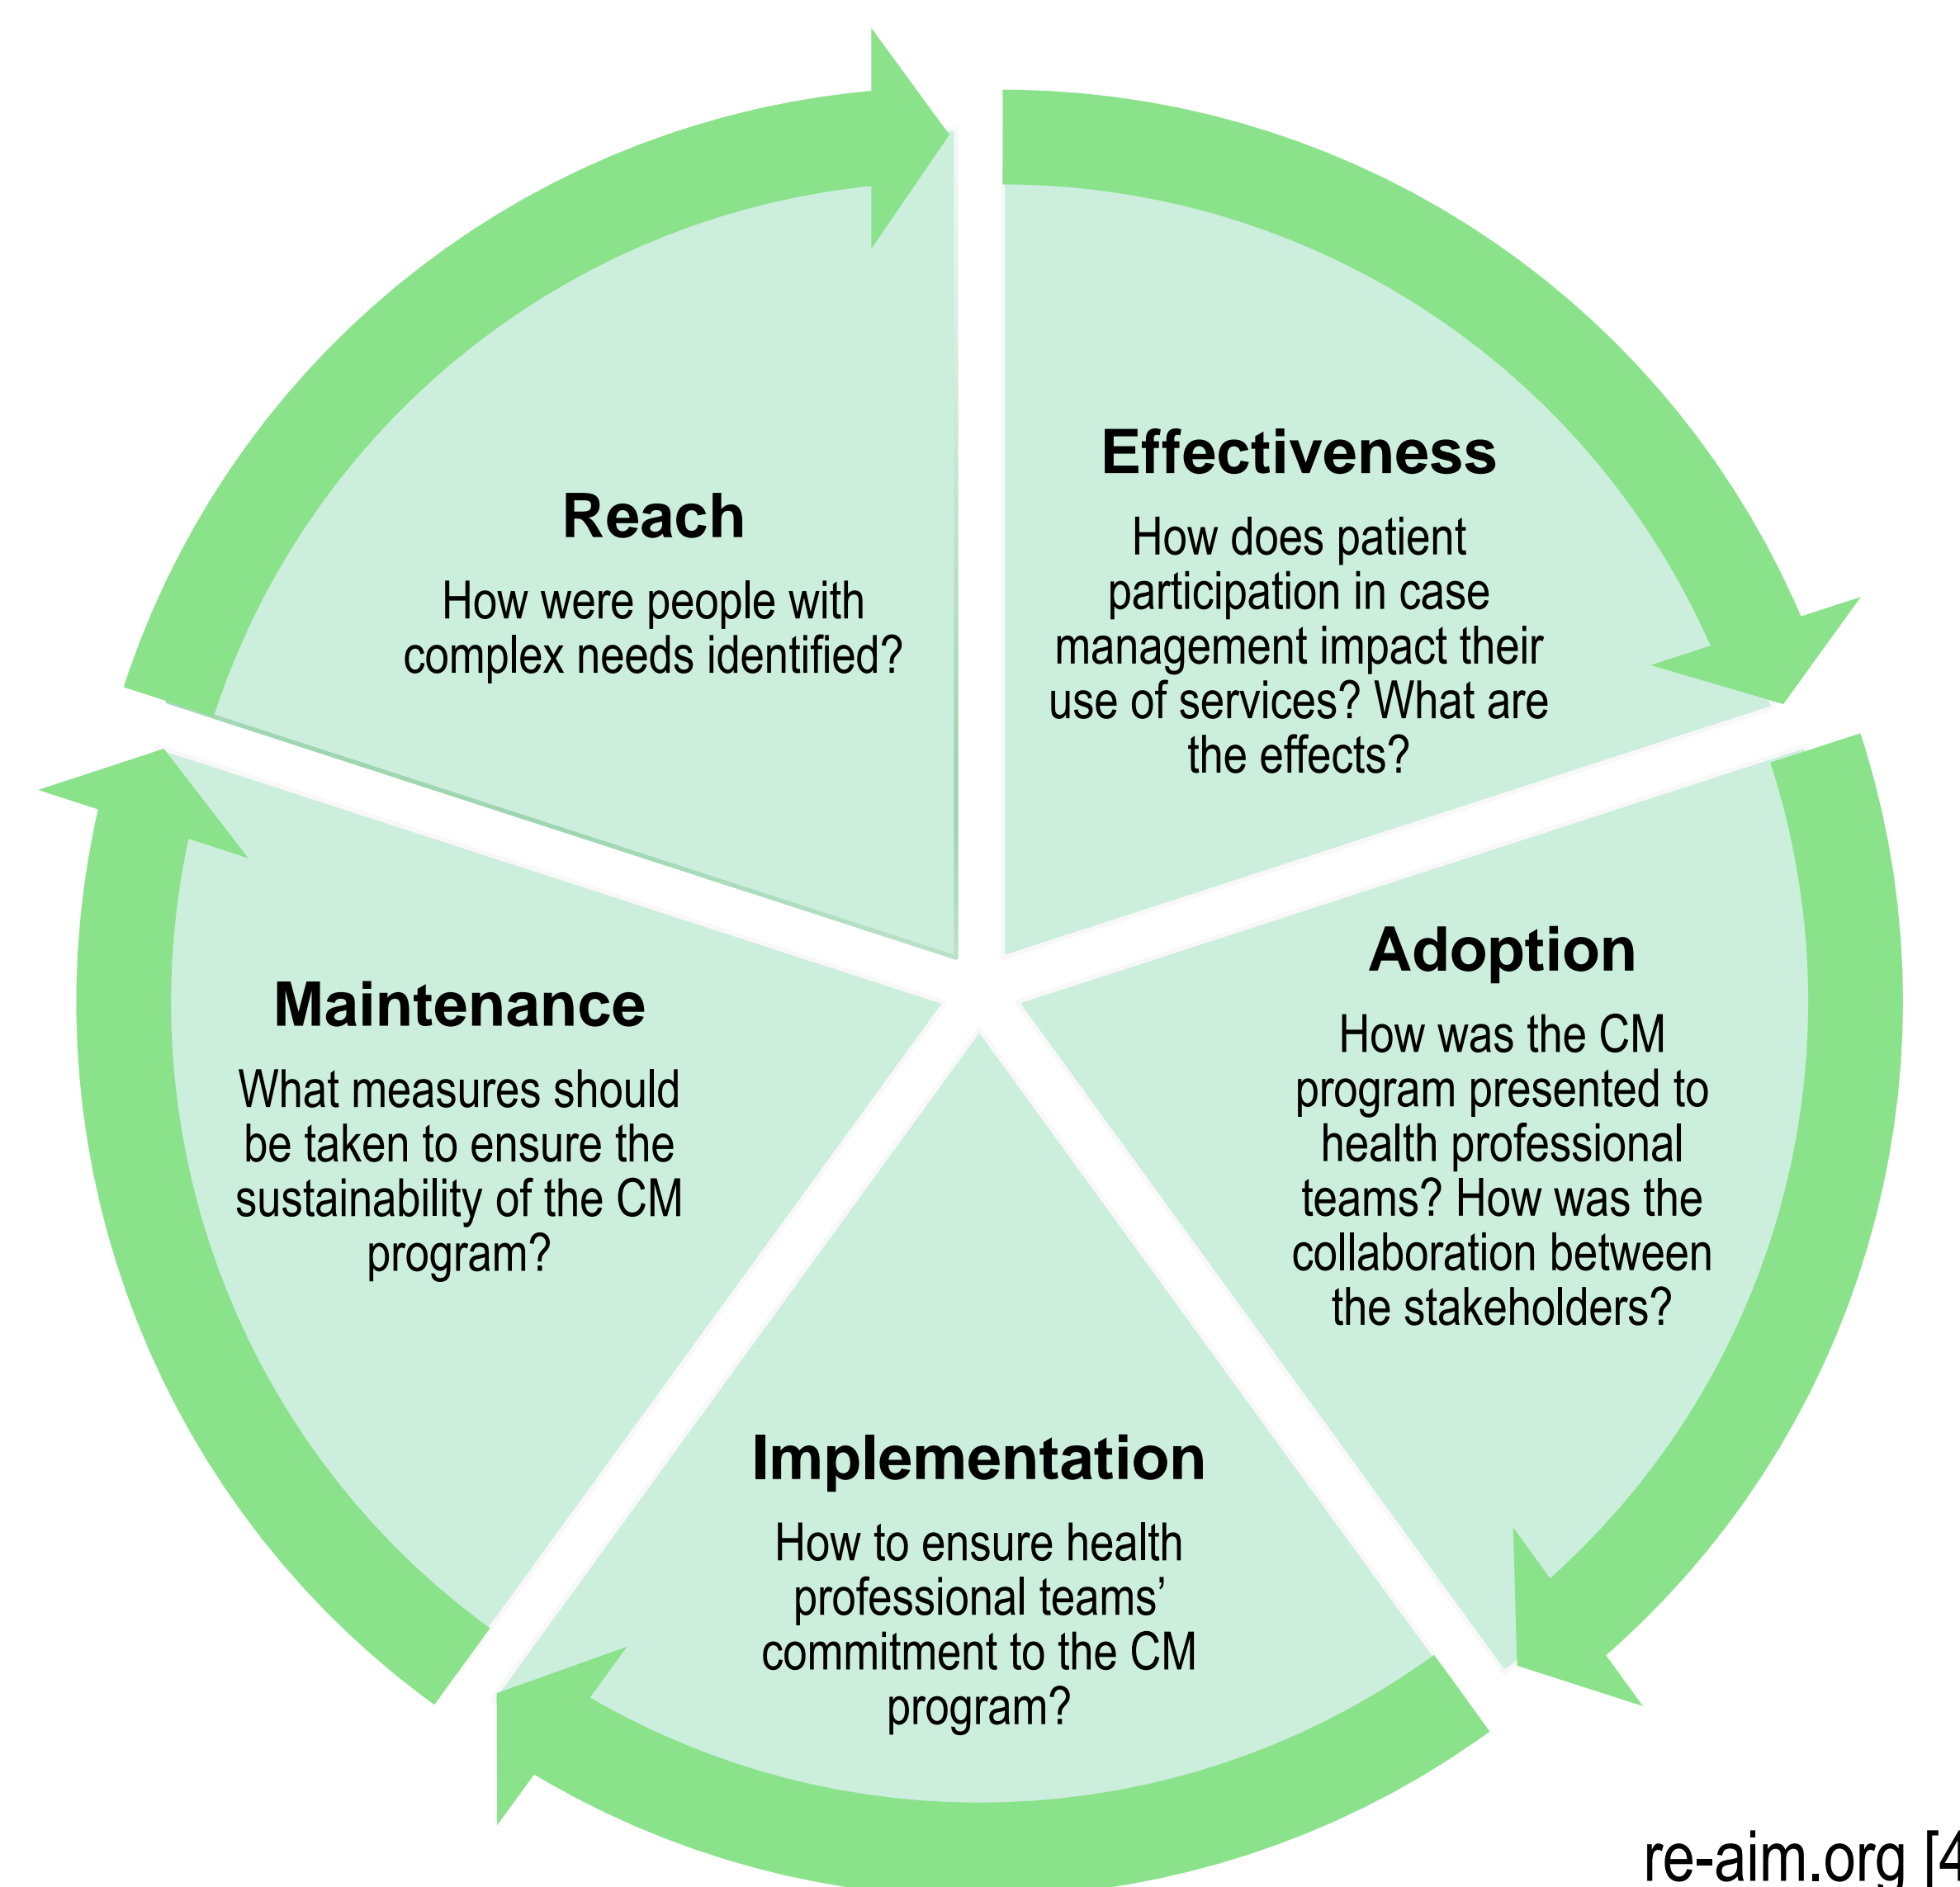 Reach
How were people with
complex needs identified?
Effectiveness
How does patient
participation in case
management impact their
use of services? What are
the effects?
Adoption
How was the CM
program presented to
health professional
teams? How was the
collaboration between
the stakeholders?
Implementation
How to ensure health
professional teams’
commitment to the CM
program?
Maintenance
What measures should
be taken to ensure the
sustainability of the CM
program?
re-aim.org [4